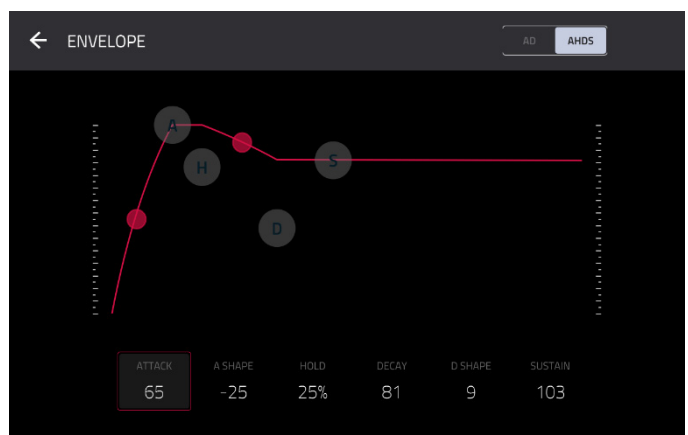 ENVELOPE
AD AHDS
A
H
S
D
ATTACK A SHAPE HOLD DECAY D SHAPE SUSTAIN
65 -25 25% 81 9 103